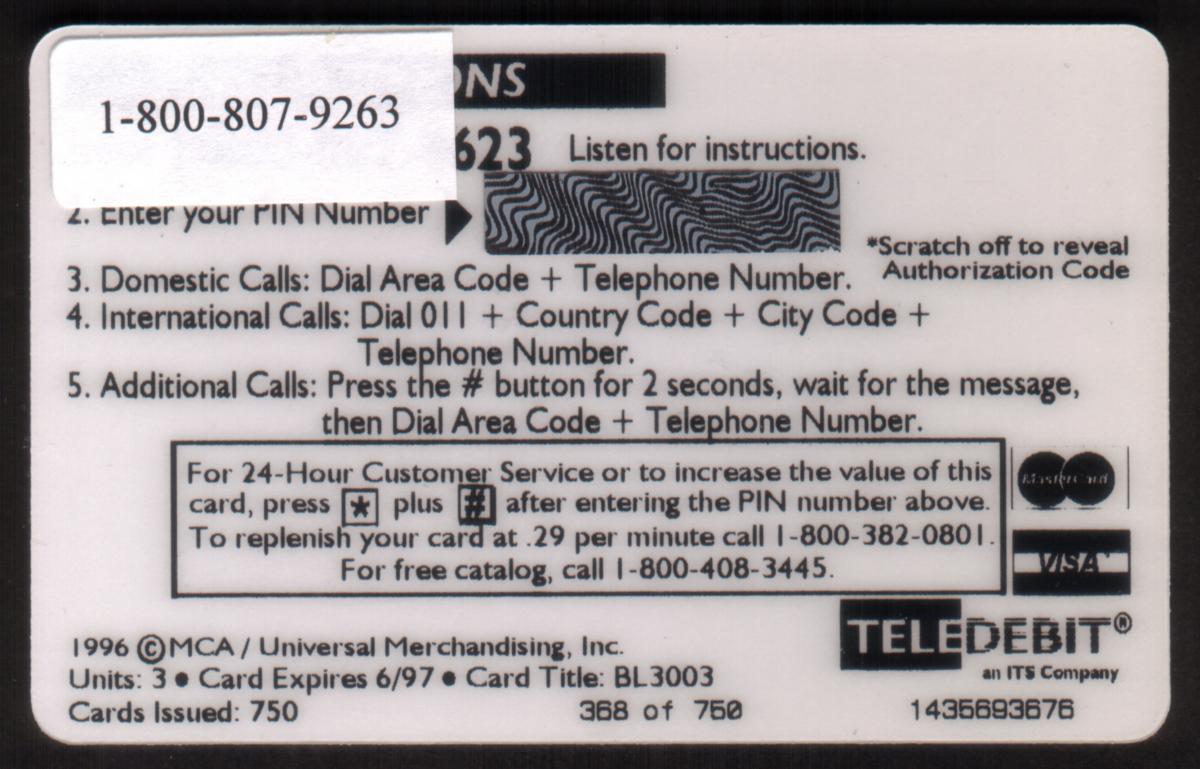 1-800-807-9263
ONS
623 Listen for instructions.
2. Enter your PIN Number
*Scratch off to reveal
Authorization Code
3. Domestic Calls: Dial Area Code + Telephone Number.
4. International Calls: Dial 011 + Country Code + City Code +
Telephone Number.
5. Additional Calls: Press the # button for 2 seconds, wait for the message,
then Dial Area Code + Telephone Number.
For 24-Hour Customer Service or to increase the value of this
card, press * plus # after entering the PIN number above.
To replenish your card at .29 per minute call 1-800-382-0801.
For free catalog, call 1-800-408-3445.
MasterCard
VISA
TELEDEBIT®
an ITS Company
1996 ©MCA / Universal Merchandising, Inc.
Units: 3 • Card Expires 6/97 • Card Title: BL3003
Cards Issued: 750 368 of 750 1435693676